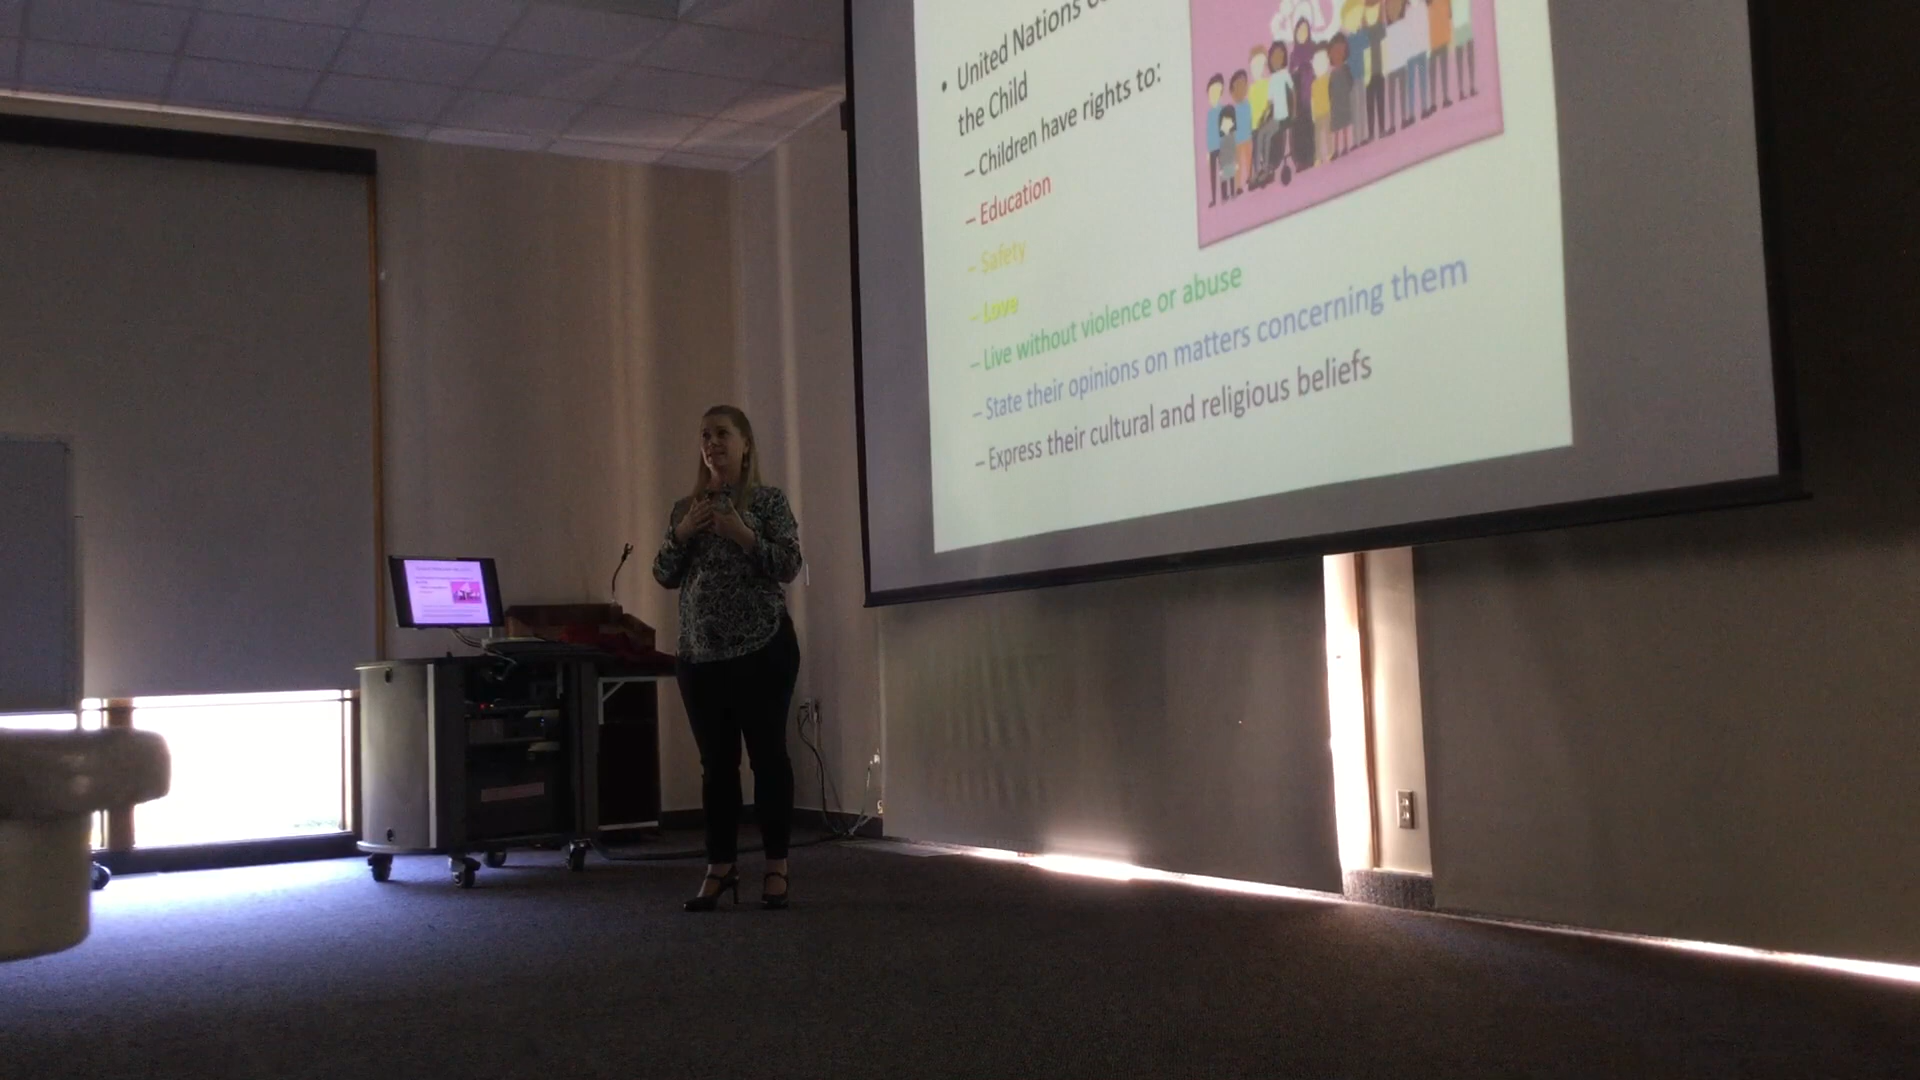 • United Nations
the Child
– Children have rights to:
– Education
– Safety
– Love
– Live without violence or abuse
– State their opinions on matters concerning them
– Express their cultural and religious beliefs